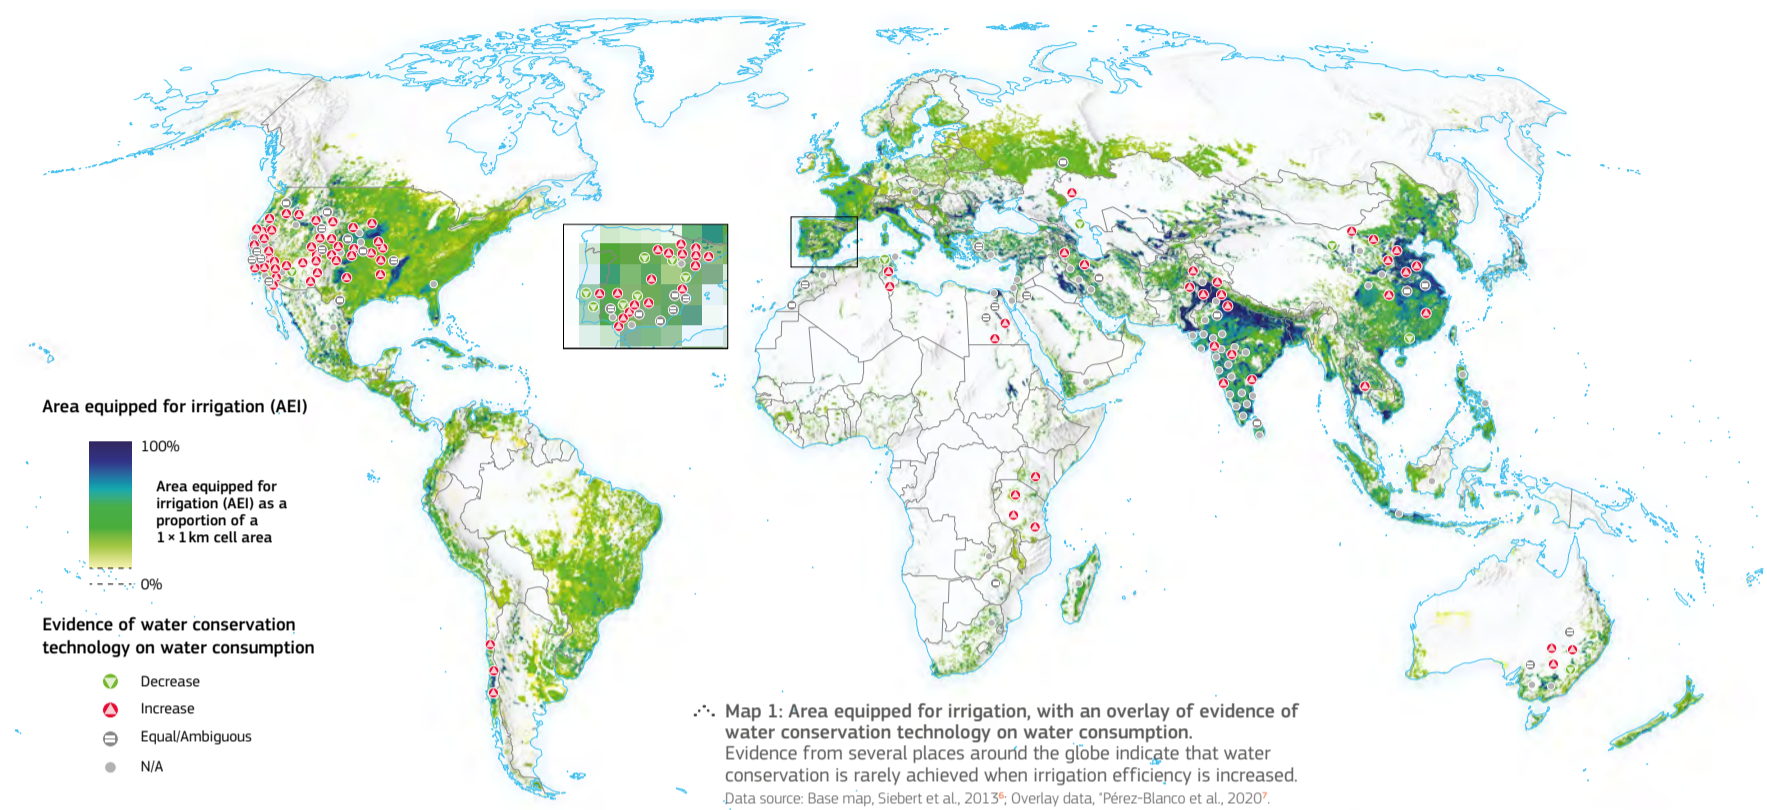 Area equipped for irrigation (AEI)
100%
Area equipped for
irrigation (AEI) as a
proportion of a
1 × 1 km cell area
0%
Evidence of water conservation
technology on water consumption
Decrease
Increase
Equal/Ambiguous
N/A
Map 1: Area equipped for irrigation, with an overlay of evidence of
water conservation technology on water consumption.
Evidence from several places around the globe indicate that water
conservation is rarely achieved when irrigation efficiency is increased.
Data source: Base map, Siebert et al., 2013⁶; Overlay data, "Pérez-Blanco et al., 2020⁷.